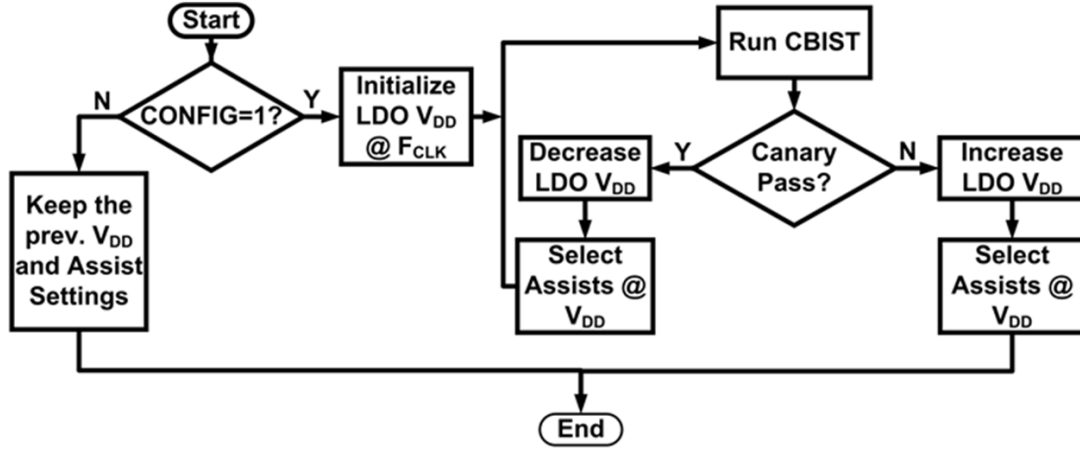 Start
CONFIG=1?
N
Y
Keep the
prev. VDD
and Assist
Settings
Initialize
LDO VDD
@ FCLK
Run CBIST
Canary
Pass?
Y
N
Decrease
LDO VDD
Select
Assists @
VDD
Increase
LDO VDD
Select
Assists @
VDD
End